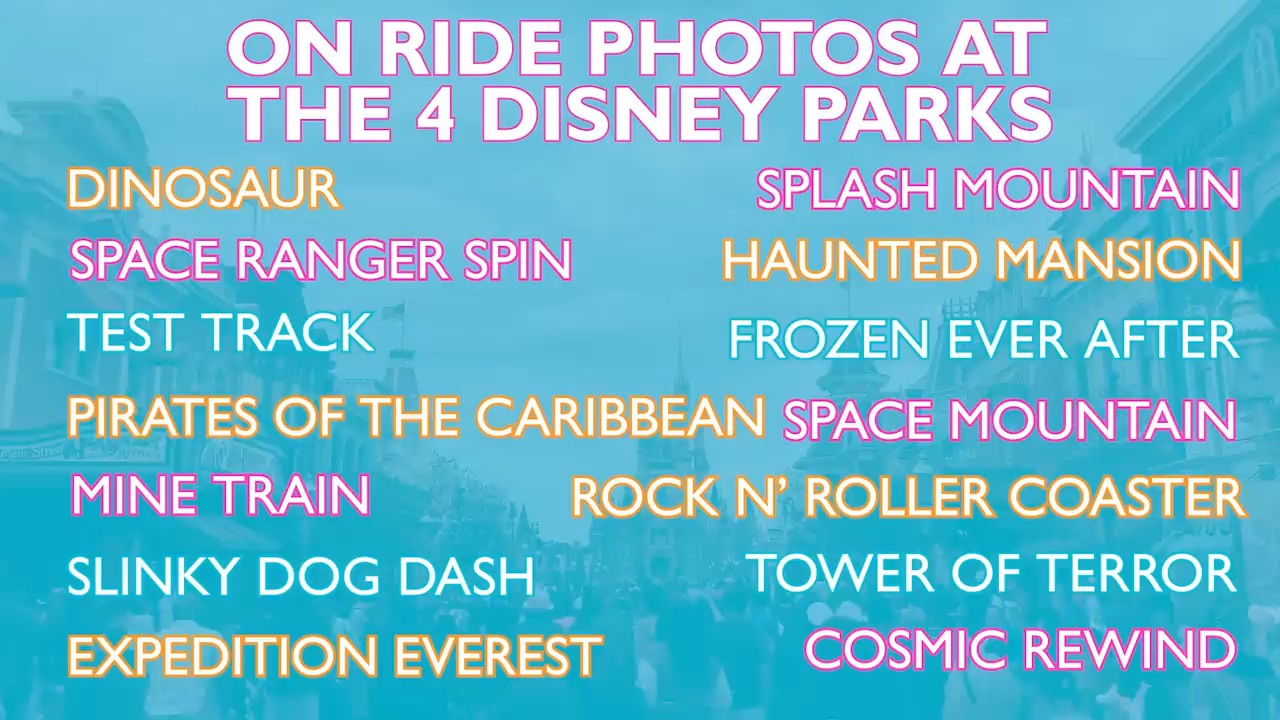 ON RIDE PHOTOS AT
THE 4 DISNEY PARKS
DINOSAUR
SPACE RANGER SPIN
TEST TRACK
PIRATES OF THE CARIBBEAN
MINE TRAIN
SLINKY DOG DASH
EXPEDITION EVEREST
SPLASH MOUNTAIN
HAUNTED MANSION
FROZEN EVER AFTER
SPACE MOUNTAIN
ROCK N' ROLLER COASTER
TOWER OF TERROR
COSMIC REWIND